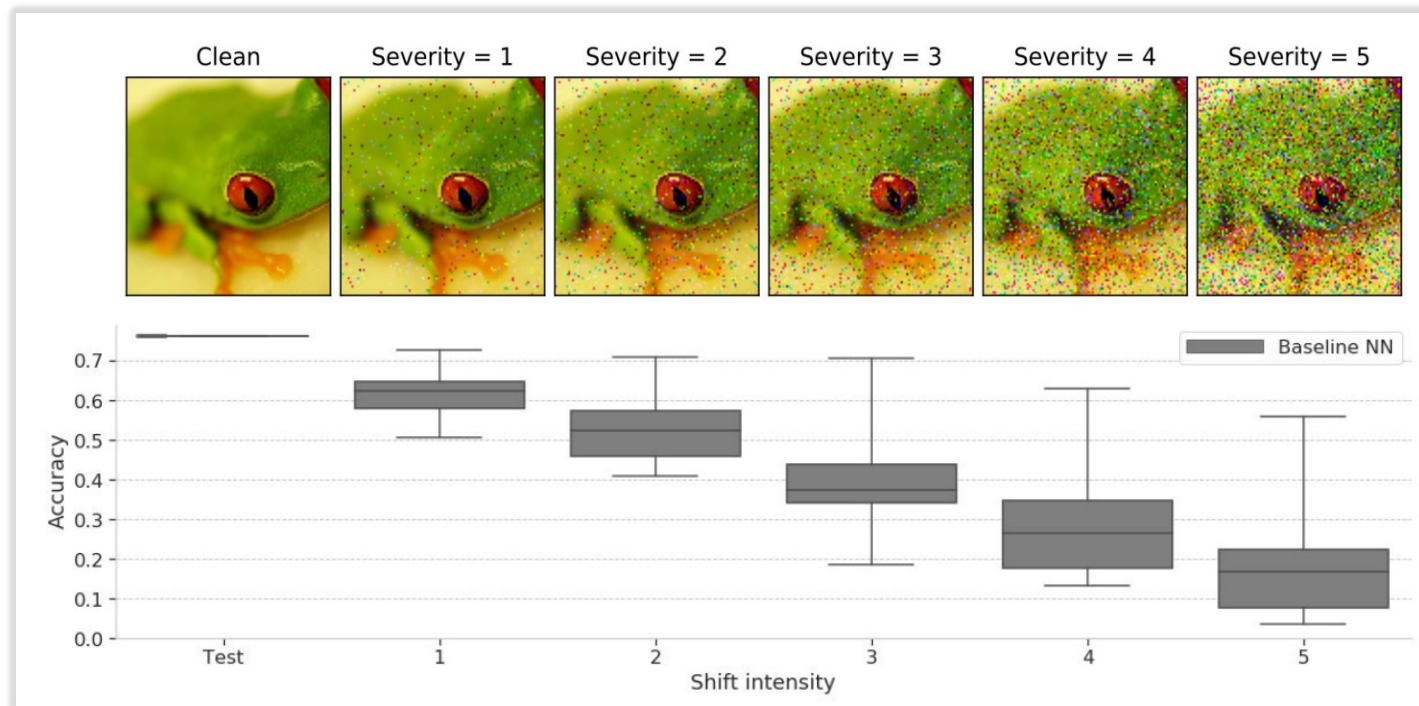 Clean Severity = 1 Severity = 2 Severity = 3 Severity = 4 Severity = 5
Baseline NN
0.7
0.6
0.5
0.4
0.3
0.2
0.1
0.0
Accuracy
Test 1 2 3 4 5
Shift intensity